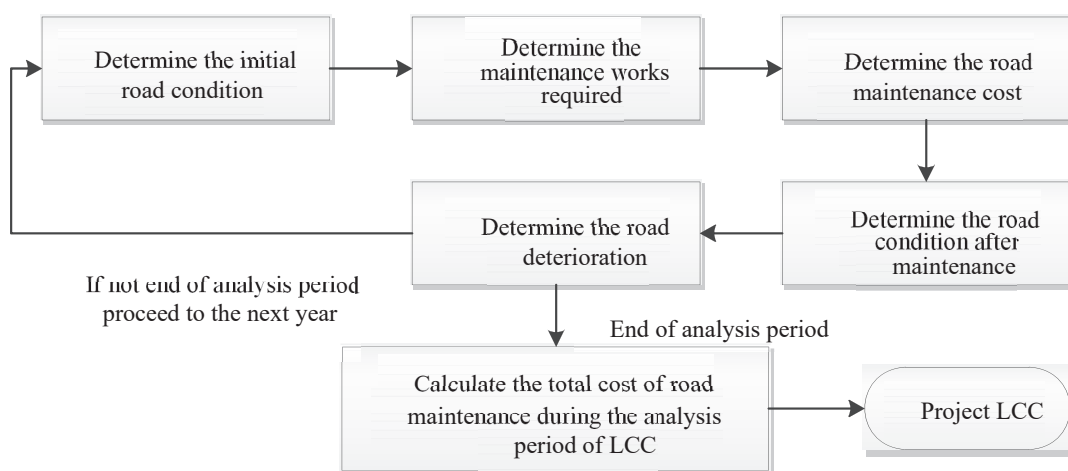 Determine the initial
road condition
Determine the
maintenance works
required
Determine the road
maintenance cost
Determine the road
condition after
maintenance
Determine the road
deterioration
If not end of analysis period
proceed to the next year
End of analysis period
Calculate the total cost of road
maintenance during the analysis
period of LCC
Project LCC